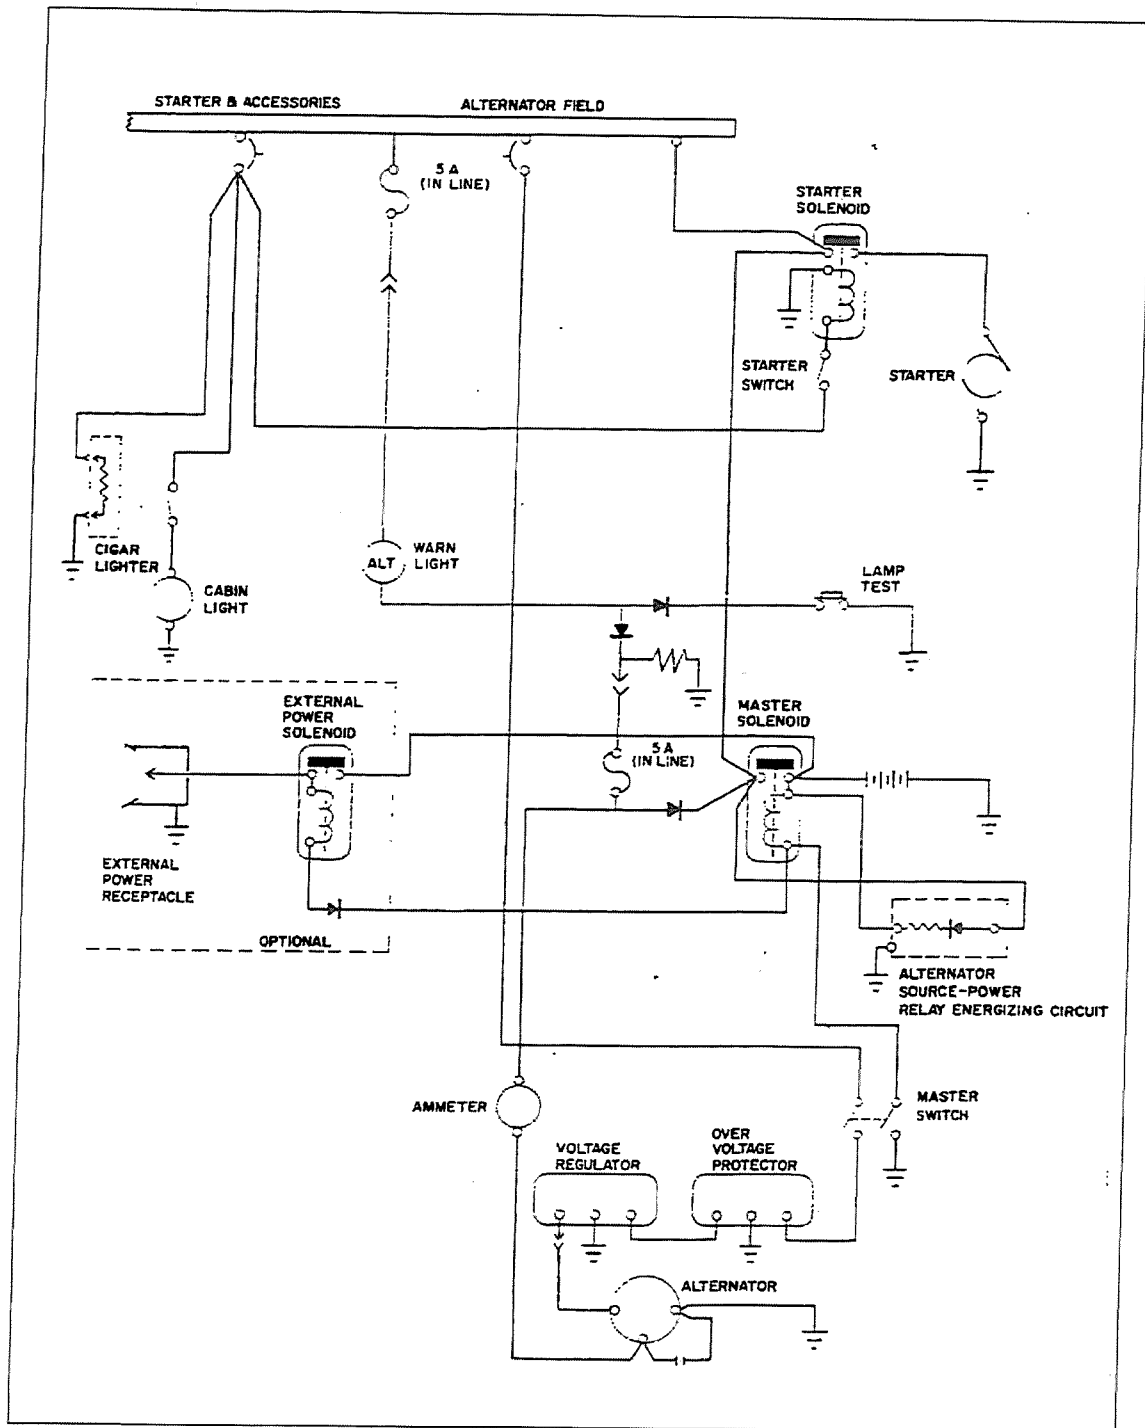 STARTER & ACCESSORIES
ALTERNATOR FIELD
5 A
(IN LINE)
STARTER
SOLENOID
STARTER
SWITCH
STARTER
CIGAR
LIGHTER
CABIN
LIGHT
ALT
WARN
LIGHT
LAMP
TEST
EXTERNAL
POWER
SOLENOID
MASTER
SOLENOID
5 A
(IN LINE)
EXTERNAL
POWER
RECEPTACLE
OPTIONAL
ALTERNATOR
SOURCE-POWER
RELAY ENERGIZING CIRCUIT
AMMETER
MASTER
SWITCH
VOLTAGE
REGULATOR
OVER
VOLTAGE
PROTECTOR
ALTERNATOR